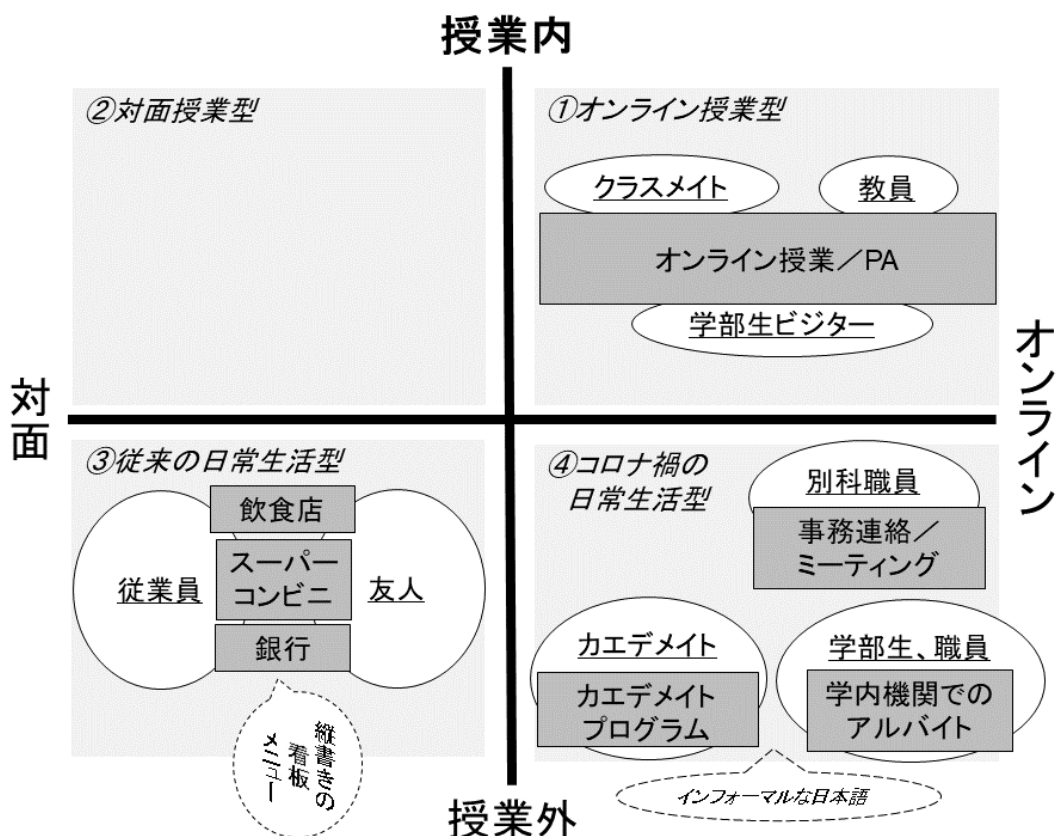 授業内
②対面授業型
①オンライン授業型
クラスメイト
教員
オンライン授業／PA
学部生ビジター
対面
オンライン
③従来の日常生活型
飲食店
従業員
スーパー
コンビニ
友人
銀行
縦書きの
看板
メニュー
④コロナ禍の
日常生活型
別科職員
事務連絡／
ミーティング
カエデメイト
カエデメイト
プログラム
学部生、職員
学内機関での
アルバイト
インフォーマルな日本語
授業外